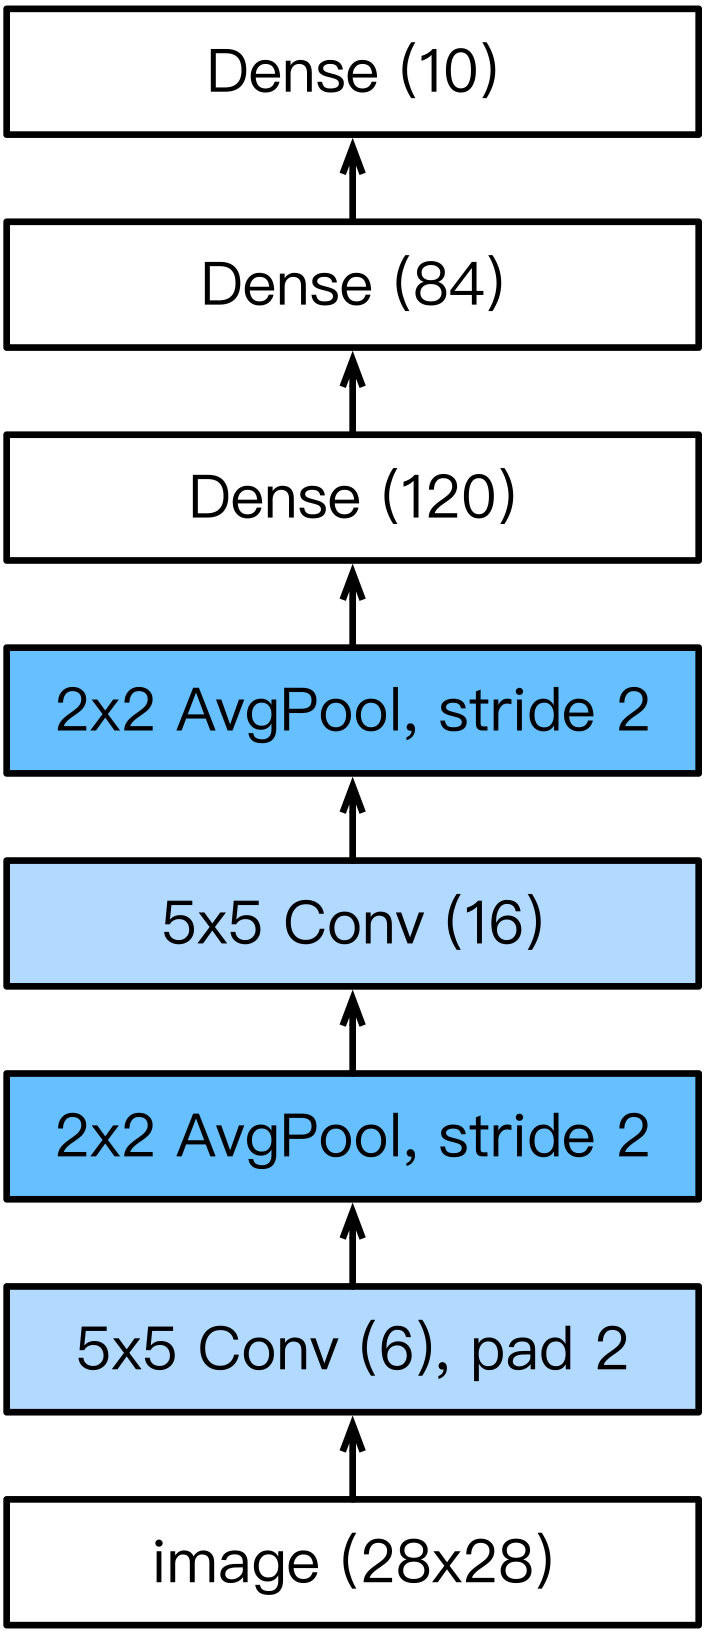 Dense (10)
Dense (84)
Dense (120)
2x2 AvgPool, stride 2
5x5 Conv (16)
2x2 AvgPool, stride 2
5x5 Conv (6), pad 2
image (28x28)